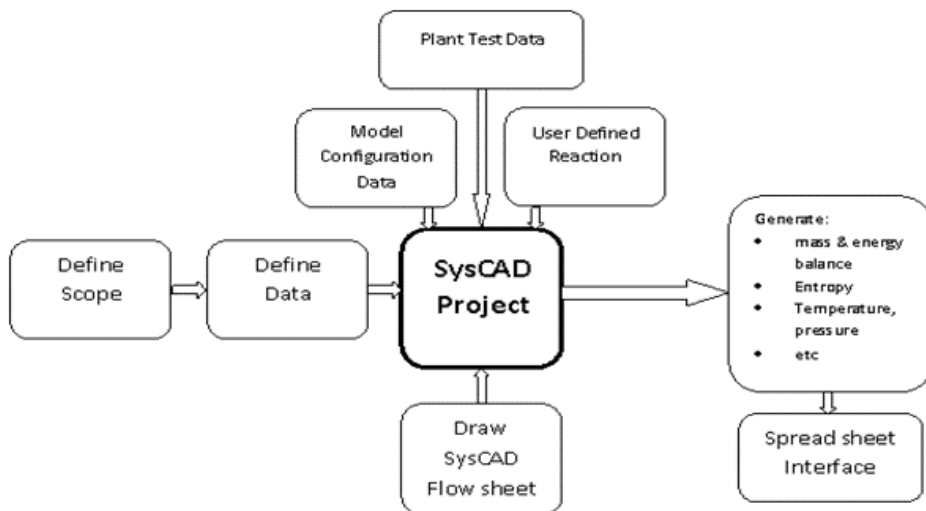 Plant Test Data
Model
Configuration
Data
User Defined
Reaction
Define
Scope
Define
Data
SysCAD
Project
Generate:
mass & energy
balance
Entropy
Temperature,
pressure
etc
Draw
SysCAD
Flow sheet
Spread sheet
Interface